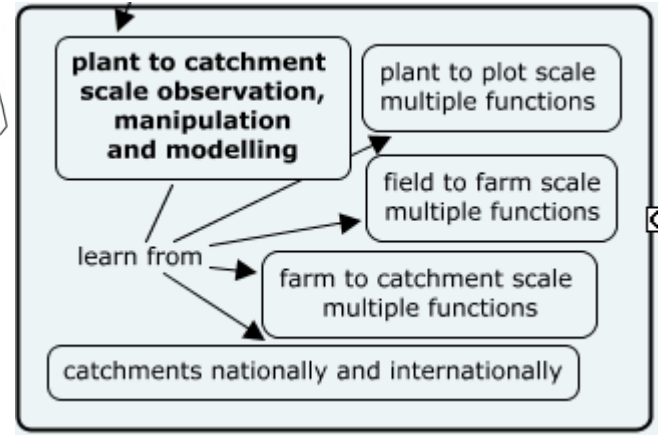 plant to catchment
scale observation,
manipulation
and modelling
plant to plot scale
multiple functions
field to farm scale
multiple functions
learn from
farm to catchment scale
multiple functions
catchments nationally and internationally